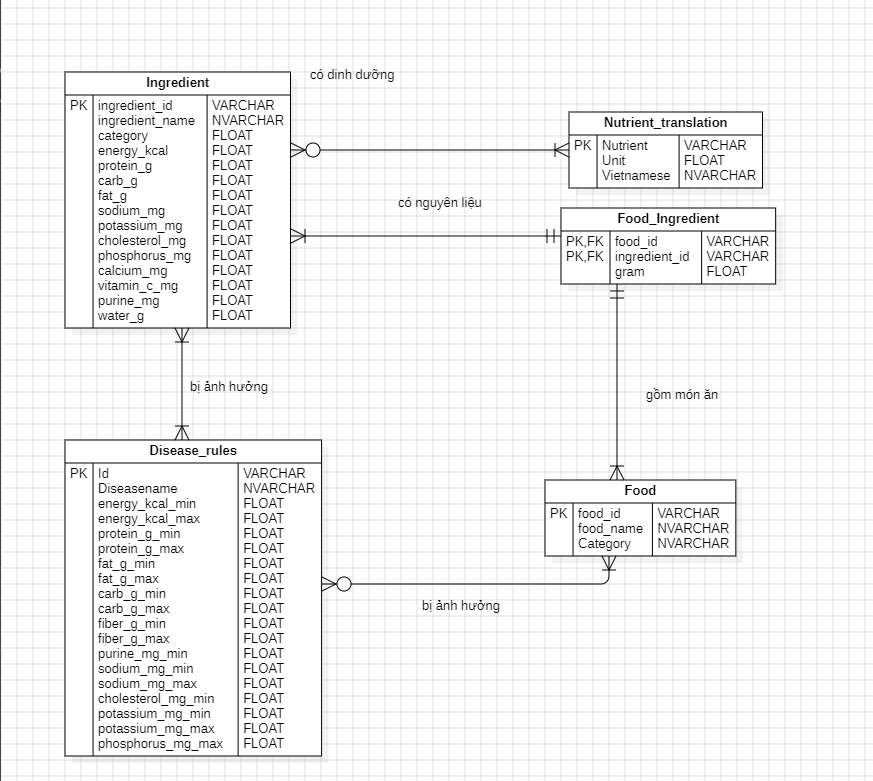 có dinh dưỡng
Ingredient
PK ingredient_id VARCHAR
ingredient_name NVARCHAR
category FLOAT
energy_kcal FLOAT
protein_g FLOAT
carb_g FLOAT
fat_g FLOAT
sodium_mg FLOAT
potassium_mg FLOAT
cholesterol_mg FLOAT
phosphorus_mg FLOAT
calcium_mg FLOAT
vitamin_c_mg FLOAT
purine_mg FLOAT
water_g FLOAT
Nutrient_translation
PK Nutrient VARCHAR
Unit FLOAT
Vietnamese NVARCHAR
có nguyên liệu
Food_Ingredient
PK,FK food_id VARCHAR
PK,FK ingredient_id VARCHAR
gram FLOAT
bị ảnh hưởng
gồm món ăn
Disease_rules
PK Id VARCHAR
Diseasename NVARCHAR
energy_kcal_min FLOAT
energy_kcal_max FLOAT
protein_g_min FLOAT
protein_g_max FLOAT
fat_g_min FLOAT
fat_g_max FLOAT
carb_g_min FLOAT
carb_g_max FLOAT
fiber_g_min FLOAT
fiber_g_max FLOAT
purine_mg_min FLOAT
sodium_mg_min FLOAT
sodium_mg_max FLOAT
cholesterol_mg_min FLOAT
potassium_mg_min FLOAT
potassium_mg_max FLOAT
phosphorus_mg_max FLOAT
Food
PK food_id VARCHAR
food_name NVARCHAR
Category NVARCHAR
bị ảnh hưởng